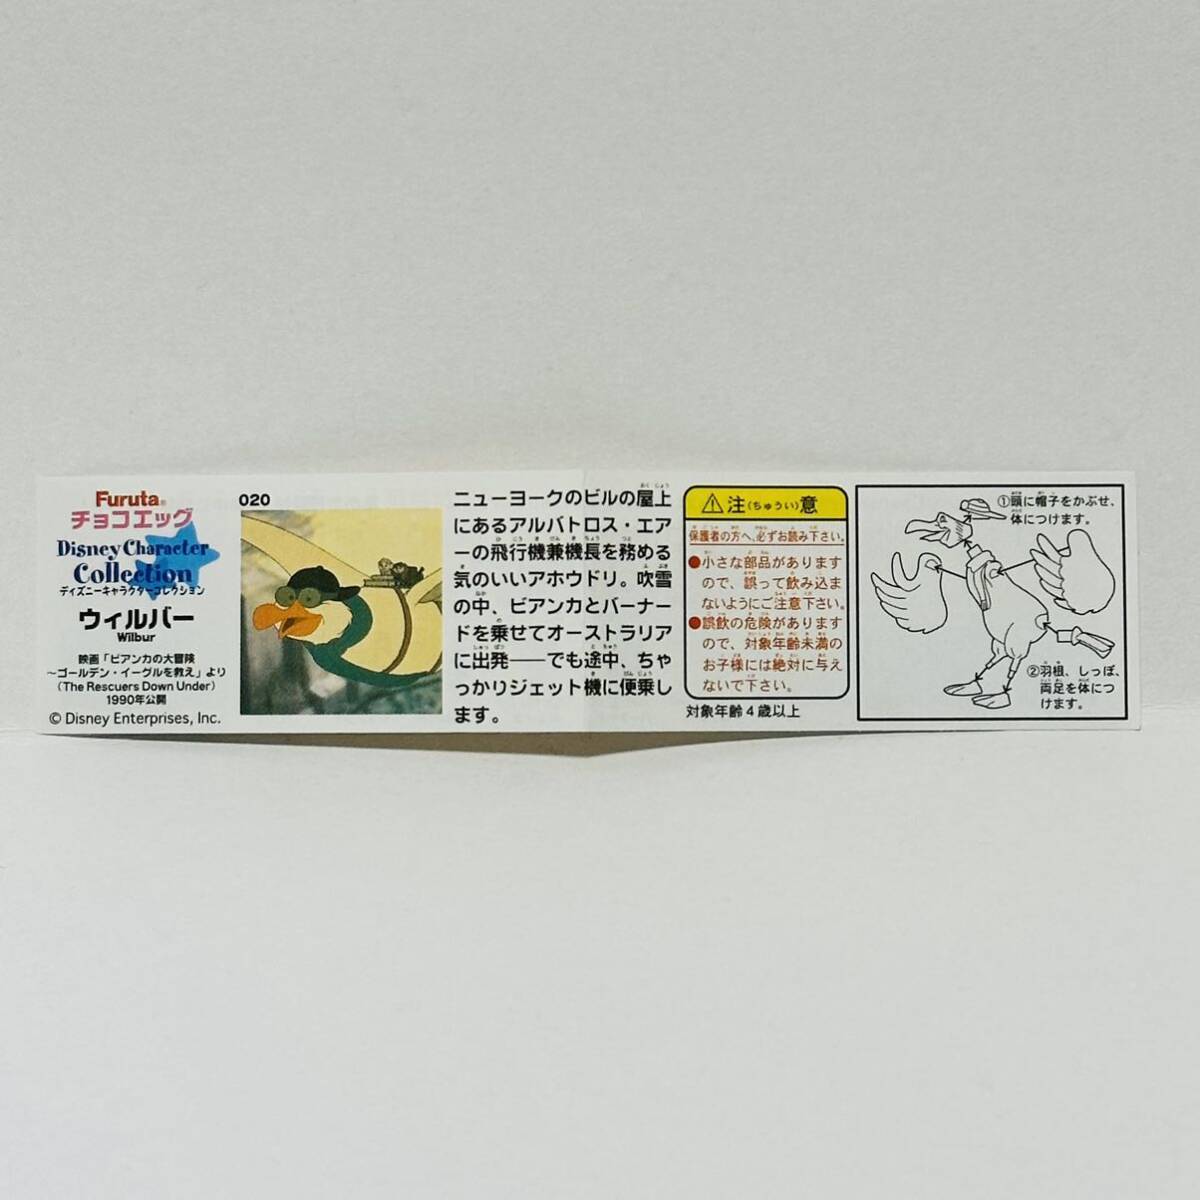 Furuta®
チョコエッグ
Disney Character
Collection
ディズニーキャラクターコレクション
ウィルバー
Wilbur
映画「ビアンカの大冒険
～ゴールデン・イーグルを救え」より
(The Rescuers Down Under)
1990年公開
© Disney Enterprises, Inc.
020
ニューヨークのビルの屋上
にあるアルバトロス・エア
ーの飛行機兼機長を務める
気のいいアホウドリ。吹雪
の中、ビアンカとバーナー
ドを乗せてオーストラリア
に出発――でも途中、ちゃ
っかりジェット機に便乗し
ます。
注(ちゅうい)意
保護者の方へ、必ずお読み下さい。
●小さな部品があります
ので、誤って飲み込ま
ないようにご注意下さい。
●誤飲の危険があります
ので、対象年齢未満の
お子様には絶対に与え
ないで下さい。
対象年齢４歳以上
①頭に帽子をかぶせ、
体につけます。
②羽根、しっぽ、
両足を体につ
けます。